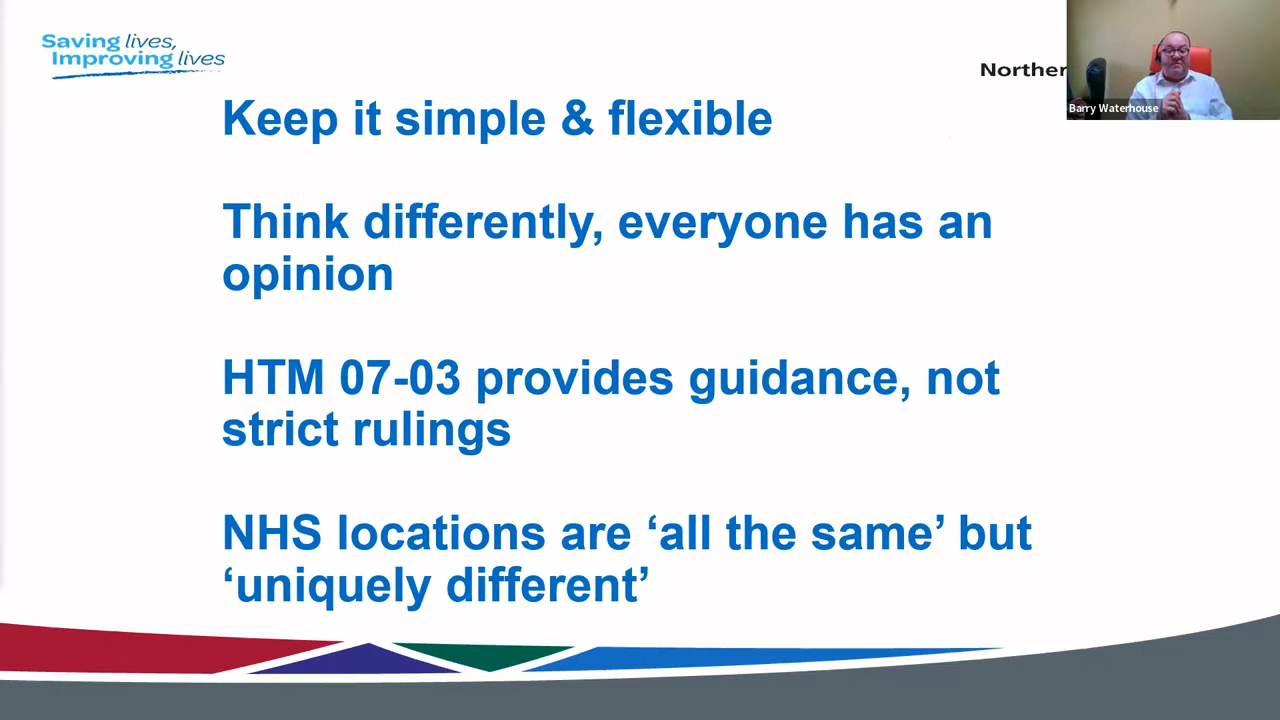 Saving lives,
Improving lives
Norther
Barry Waterhouse
Keep it simple & flexible
Think differently, everyone has an
opinion
HTM 07-03 provides guidance, not
strict rulings
NHS locations are ‘all the same’ but
‘uniquely different’